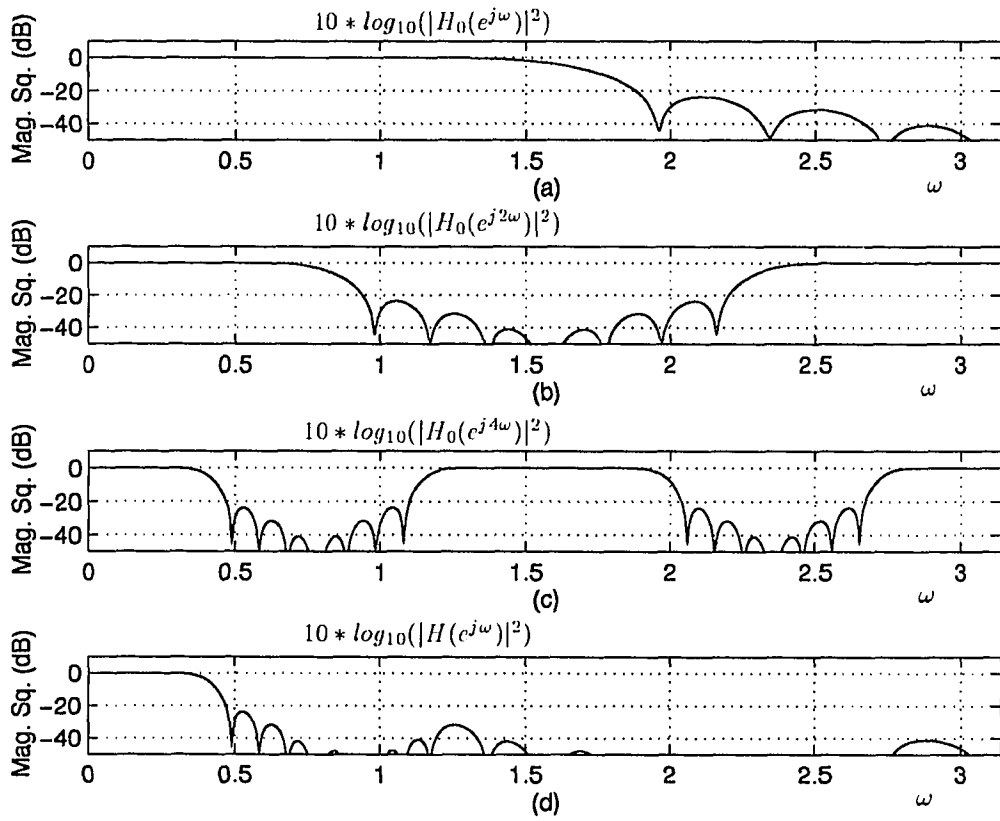 10 * log10(|H0(e^jω)|^2)
Mag. Sq. (dB)
0
−20
−40
0 0.5 1 1.5 2 2.5 3
(a)
ω
10 * log10(|H0(e^j2ω)|^2)
Mag. Sq. (dB)
0
−20
−40
0 0.5 1 1.5 2 2.5 3
(b)
ω
10 * log10(|H0(e^j4ω)|^2)
Mag. Sq. (dB)
0
−20
−40
0 0.5 1 1.5 2 2.5 3
(c)
ω
10 * log10(|H(e^jω)|^2)
Mag. Sq. (dB)
0
−20
−40
0 0.5 1 1.5 2 2.5 3
(d)
ω